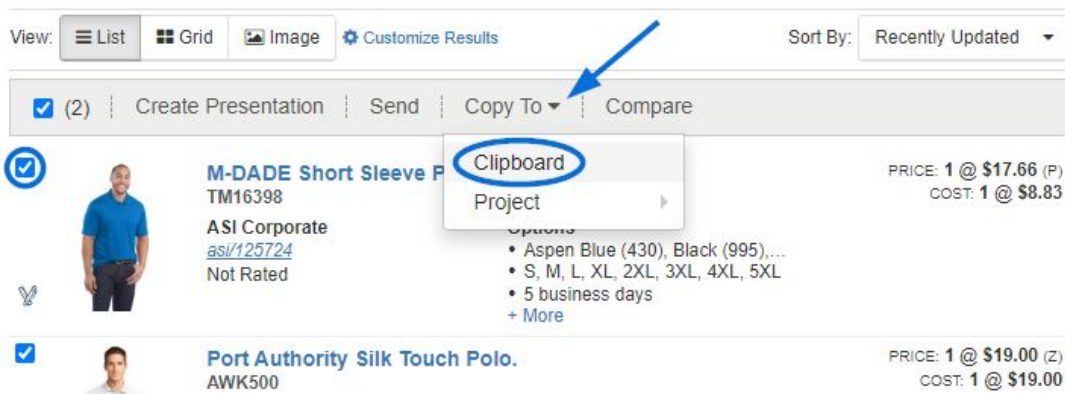 View: List Grid Image Customize Results Sort By: Recently Updated
(2) Create Presentation Send Copy To Compare
Clipboard
Project
M-DADE Short Sleeve P
TM16398
ASI Corporate
asi/125724
Not Rated
Options
• Aspen Blue (430), Black (995),...
• S, M, L, XL, 2XL, 3XL, 4XL, 5XL
• 5 business days
+ More
PRICE: 1 @ $17.66 (P)
COST: 1 @ $8.83
Port Authority Silk Touch Polo.
AWK500
PRICE: 1 @ $19.00 (Z)
COST: 1 @ $19.00